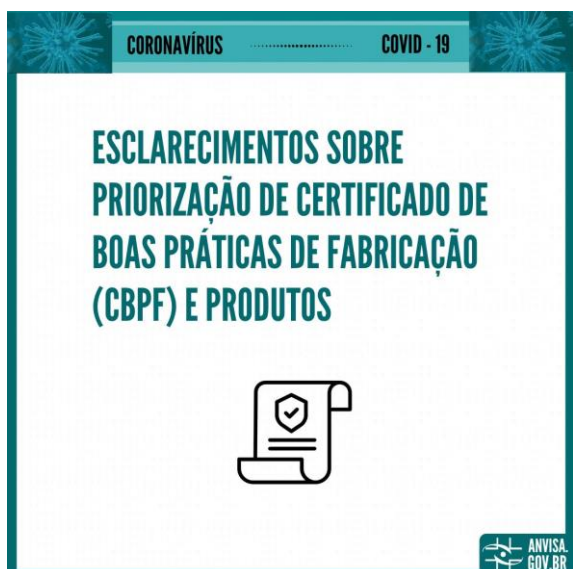 CORONAVÍRUS COVID - 19
ESCLARECIMENTOS SOBRE
PRIORIZAÇÃO DE CERTIFICADO DE
BOAS PRÁTICAS DE FABRICAÇÃO
(CBPF) E PRODUTOS
ANVISA.
GOV.BR